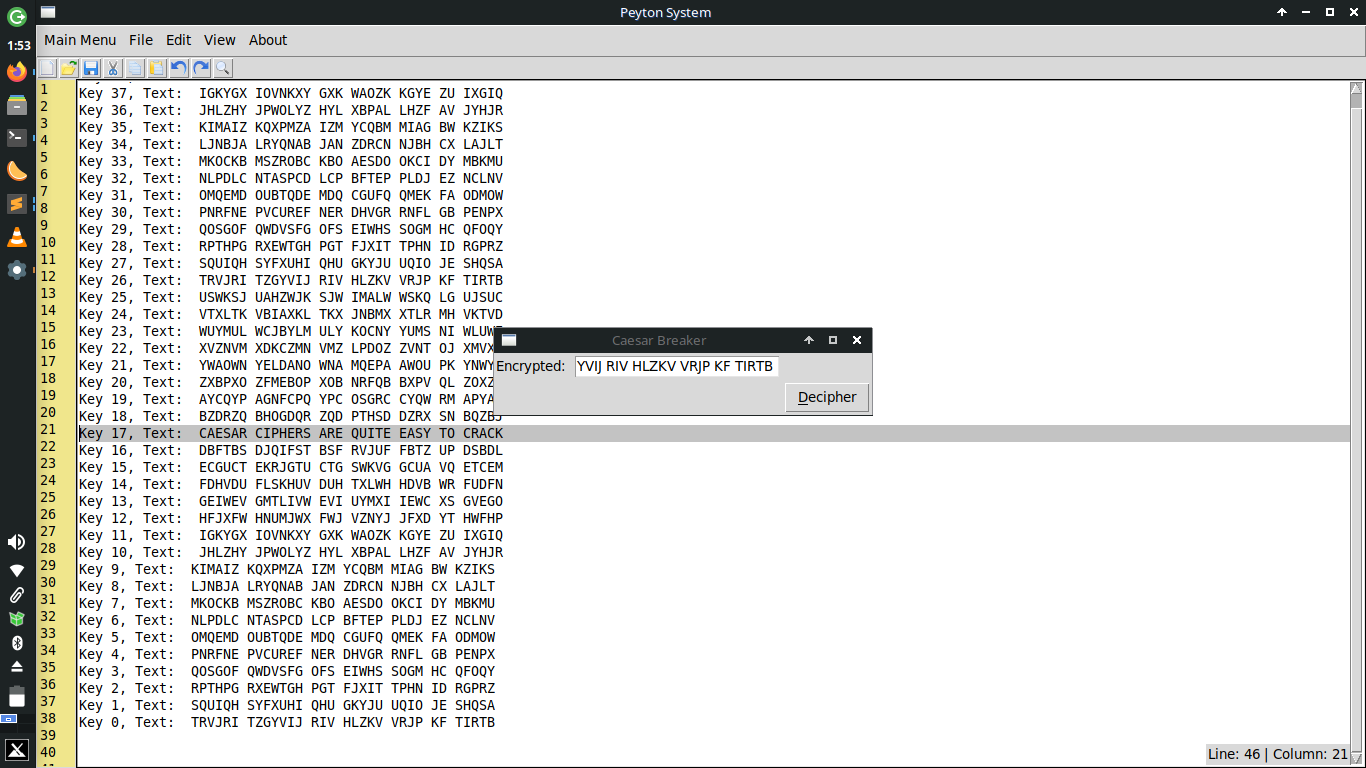 Peyton System
1:53
Main Menu File Edit View About
1
2
3
4
5
6
7
8
9
10
11
12
13
14
15
16
17
18
19
20
21
22
23
24
25
26
27
28
29
30
31
32
33
34
35
36
37
38
39
40
Key 37, Text: IGKYGX IOVNKXY GXK WAOZK KGYE ZU IXGIQ
Key 36, Text: JHLZHY JPWOLYZ HYL XBPAL LHZF AV JYHJR
Key 35, Text: KIMAIZ KQXPMZA IZM YCQBM MIAG BW KZIKS
Key 34, Text: LJNBJA LRYQNAB JAN ZDRCN NJBH CX LAJLT
Key 33, Text: MKOCKB MSZROBC KBO AESDO OKCI DY MBKMU
Key 32, Text: NLPDLC NTASPCD LCP BFTEP PLDJ EZ NCLNV
Key 31, Text: OMQEMD OUBTQDE MDQ CGUFQ QMEK FA ODMOW
Key 30, Text: PNRFNE PVCUREF NER DHVGR RNFL GB PENPX
Key 29, Text: QOSGOF QWDVSFG OFS EIWHS SOGM HC QFOQY
Key 28, Text: RPTHPG RXEWTGH PGT FJXIT TPHN ID RGPRZ
Key 27, Text: SQUIQH SYFXUHI QHU GKYJU UQIO JE SHQSA
Key 26, Text: TRVJRI TZGYVIJ RIV HLZKV VRJP KF TIRTB
Key 25, Text: USWKSJ UAHZWJK SJW IMALW WSKQ LG UJSUC
Key 24, Text: VTXLTK VBIAXKL TKX JNBMX XTLR MH VKTVD
Key 23, Text: WUYMUL WCJBYLM ULY KOCNY YUMS NI
Key 22, Text: XVZNVM XDKCZMN VMZ LPDOZ ZVNT OJ
Key 21, Text: YWAOWN YELDANO WNA MQEPA AWOU PK
Key 20, Text: ZXBPXO ZFMEBOP XOB NRFQB BXPV QL
Key 19, Text: AYCQYP AGNFCPQ YPC OSGRC CYQW RM
Key 18, Text: BZDRZQ BHOGDQR ZQD PTHSD DZRX SN
Key 17, Text: CAESAR CIPHERS ARE QUITE EASY TO CRACK
Key 16, Text: DBFTBS DJQIFST BSF RVJUF FBTZ UP DSBDL
Key 15, Text: ECGUCT EKRJGTU CTG SWKVG GCUA VQ ETCEM
Key 14, Text: FDHVDU FLSKHUV DUH TXLWH HDVB WR FUDFN
Key 13, Text: GEIWEV GMTLIVW EVI UYMXI IEWC XS GVEGO
Key 12, Text: HFJXFW HNUMJWX FWJ VZNYJ JFXD YT HWFHP
Key 11, Text: IGKYGX IOVNKXY GXK WAOZK KGYE ZU IXGIQ
Key 10, Text: JHLZHY JPWOLYZ HYL XBPAL LHZF AV JYHJR
Key 9, Text: KIMAIZ KQXPMZA IZM YCQBM MIAG BW KZIKS
Key 8, Text: LJNBJA LRYQNAB JAN ZDRCN NJBH CX LAJLT
Key 7, Text: MKOCKB MSZROBC KBO AESDO OKCI DY MBKMU
Key 6, Text: NLPDLC NTASPCD LCP BFTEP PLDJ EZ NCLNV
Key 5, Text: OMQEMD OUBTQDE MDQ CGUFQ QMEK FA ODMOW
Key 4, Text: PNRFNE PVCUREF NER DHVGR RNFL GB PENPX
Key 3, Text: QOSGOF QWDVSFG OFS EIWHS SOGM HC QFOQY
Key 2, Text: RPTHPG RXEWTGH PGT FJXIT TPHN ID RGPRZ
Key 1, Text: SQUIQH SYFXUHI QHU GKYJU UQIO JE SHQSA
Key 0, Text: TRVJRI TZGYVIJ RIV HLZKV VRJP KF TIRTB
Caesar Breaker
Encrypted: YVIJ RIV HLZKV VRJP KF TIRTB
Decipher
Line: 46 | Column: 21